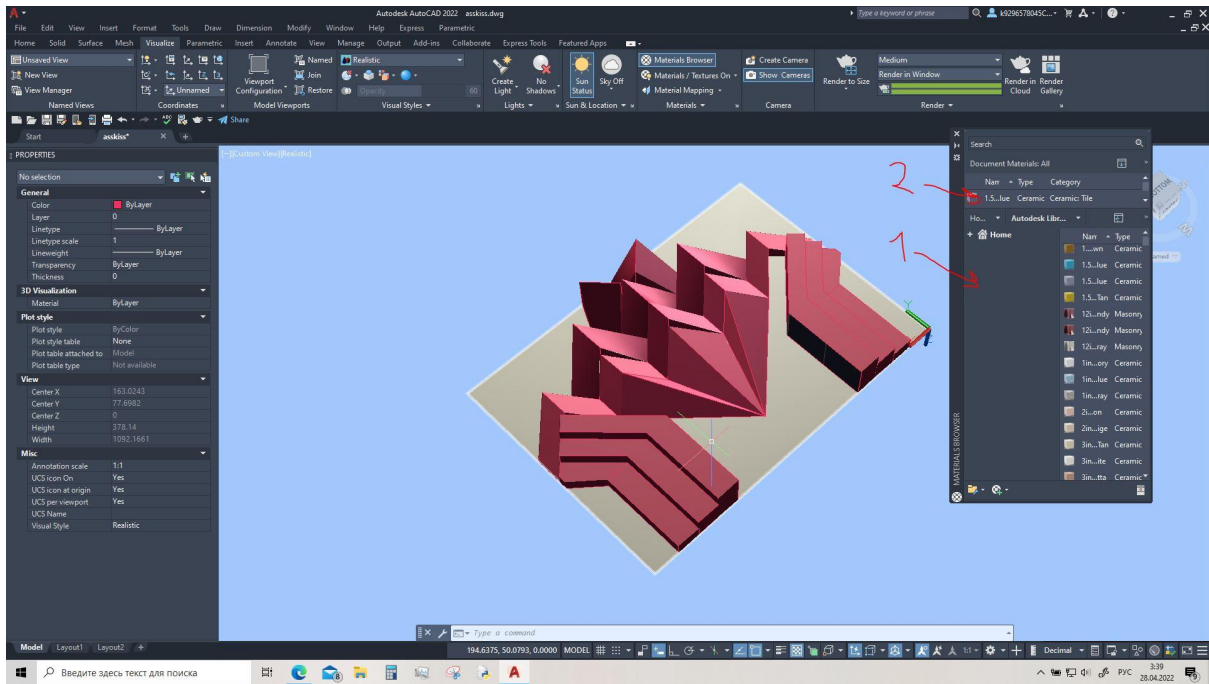 Autodesk AutoCAD 2022 asskiss.dwg
Type a keyword or phrase
k9296578045C...
File Edit View Insert Format Tools Draw Dimension Modify Window Help Express Parametric
Home Solid Surface Mesh Visualize Parametric Insert Annotate View Manage Output Add-ins Collaborate Express Tools Featured Apps
Unsaved View
New View
View Manager
Named Views
Unnamed
Coordinates
Viewport Configuration
Named
Join
Restore
Model Viewports
Realistic
Opacity 60
Visual Styles
Create Light
No Shadows
Lights
Sun Status
Sky Off
Sun & Location
Materials Browser
Materials / Textures On
Material Mapping
Materials
Create Camera
Show Cameras
Camera
Render to Size
Medium
Render in Window
Render in Cloud
Render Gallery
Render
Share
Start asskiss*
PROPERTIES
[−][Custom View][Realistic]
No selection
General
Color ByLayer
Layer 0
Linetype ByLayer
Linetype scale 1
Lineweight ByLayer
Transparency ByLayer
Thickness 0
3D Visualization
Material ByLayer
Plot style
Plot style ByColor
Plot style table None
Plot table attached to Model
Plot table type Not available
View
Center X 163.0243
Center Y 77.6982
Center Z 0
Height 378.14
Width 1092.1661
Misc
Annotation scale 1:1
UCS icon On Yes
UCS icon at origin Yes
UCS per viewport Yes
UCS Name
Visual Style Realistic
2
1
Y
Search
Document Materials: All
Nam Type Category
1.5...lue Ceramic Ceramic: Tile
Ho... Autodesk Libr...
Home
Nam Type
1....wn Ceramic
1.5...lue Ceramic
1.5...lue Ceramic
1.5...Tan Ceramic
12i...ndy Masonry
12i...ndy Masonry
12i...ray Masonry
1in...ory Ceramic
1in...lue Ceramic
1in...ray Ceramic
2i...on Ceramic
2in...ige Ceramic
3in...Tan Ceramic
3in...ite Ceramic
3in...tta Ceramic
MATERIALS BROWSER
Type a command
Model Layout1 Layout2
194.6375, 50.0793, 0.0000 MODEL
1:1
Decimal
Введите здесь текст для поиска
РУС
3:39
28.04.2022